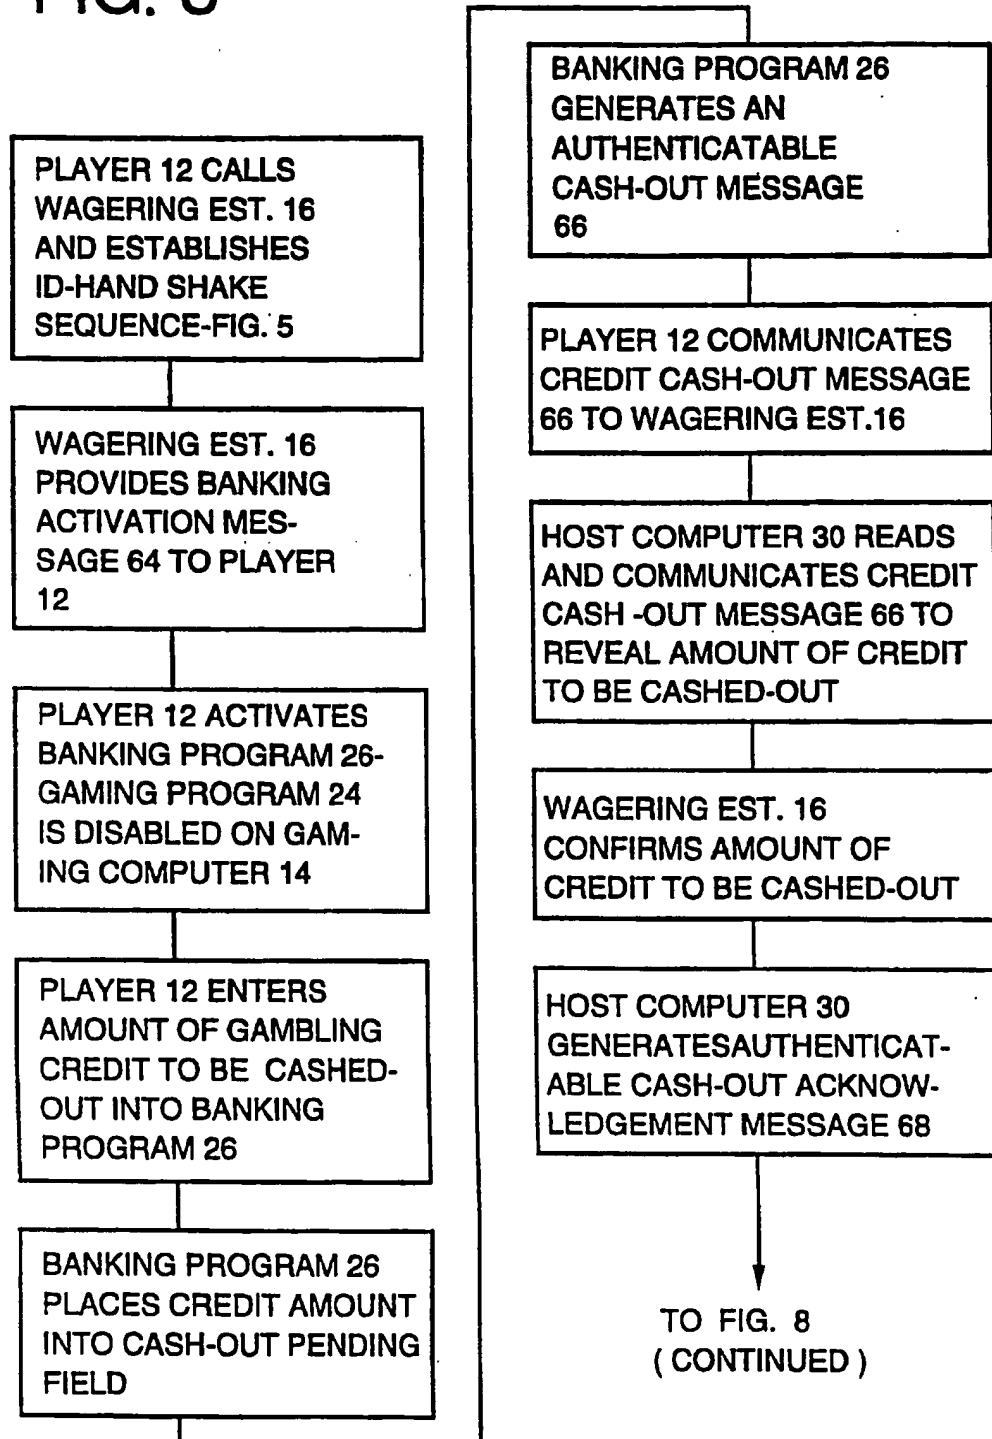 FIG.
PLAYER 12 CALLS
WAGERING EST. 16
AND ESTABLISHES
ID-HAND SHAKE
SEQUENCE-FIG. 5
WAGERING EST. 16
PROVIDES BANKING
ACTIVATION MES-
SAGE 64 TO PLAYER
12
PLAYER 12 ACTIVATES
BANKING PROGRAM 26-
GAMING PROGRAM 24
IS DISABLED ON GAM-
ING COMPUTER 14
PLAYER 12 ENTERS
AMOUNT OF GAMBLING
CREDIT TO BE CASHED-
OUT INTO BANKING
PROGRAM 26
BANKING PROGRAM 26
PLACES CREDIT AMOUNT
INTO CASH-OUT PENDING
FIELD
BANKING PROGRAM 26
GENERATES AN
AUTHENTICATABLE
CASH-OUT MESSAGE
66
PLAYER 12 COMMUNICATES
CREDIT CASH-OUT MESSAGE
66 TO WAGERING EST.16
HOST COMPUTER 30 READS
AND COMMUNICATES CREDIT
CASH -OUT MESSAGE 66 TO
REVEAL AMOUNT OF CREDIT
TO BE CASHED-OUT
WAGERING EST. 16
CONFIRMS AMOUNT OF
CREDIT TO BE CASHED-OUT
HOST COMPUTER 30
GENERATESAUTHENTICAT-
ABLE CASH-OUT ACKNOW-
LEDGEMENT MESSAGE 68
TO FIG. 8
( CONTINUED )